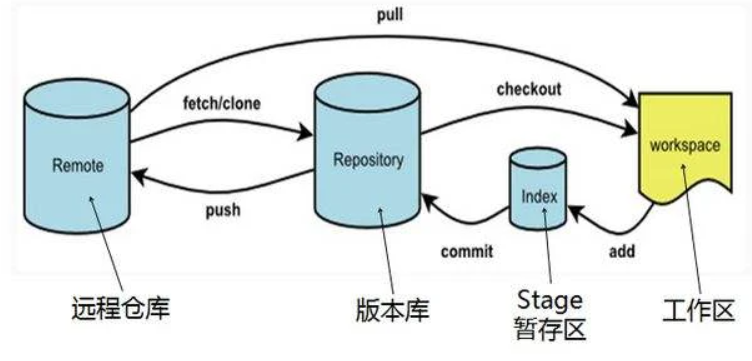 pull
fetch/clone
checkout
Remote
Repository
workspace
Index
push
commit
add
远程仓库
版本库
Stage
暂存区
工作区